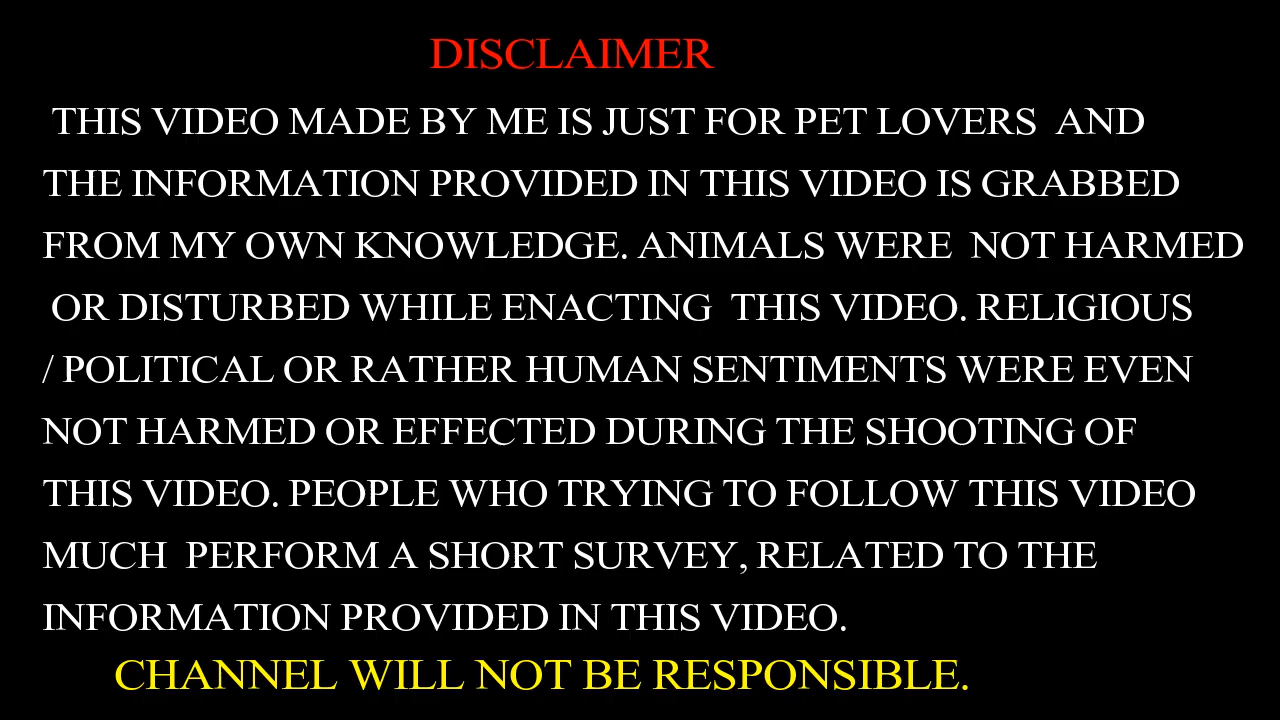 DISCLAIMER
THIS VIDEO MADE BY ME IS JUST FOR PET LOVERS AND
THE INFORMATION PROVIDED IN THIS VIDEO IS GRABBED
FROM MY OWN KNOWLEDGE. ANIMALS WERE NOT HARMED
OR DISTURBED WHILE ENACTING THIS VIDEO. RELIGIOUS
/ POLITICAL OR RATHER HUMAN SENTIMENTS WERE EVEN
NOT HARMED OR EFFECTED DURING THE SHOOTING OF
THIS VIDEO. PEOPLE WHO TRYING TO FOLLOW THIS VIDEO
MUCH PERFORM A SHORT SURVEY, RELATED TO THE
INFORMATION PROVIDED IN THIS VIDEO.
CHANNEL WILL NOT BE RESPONSIBLE.